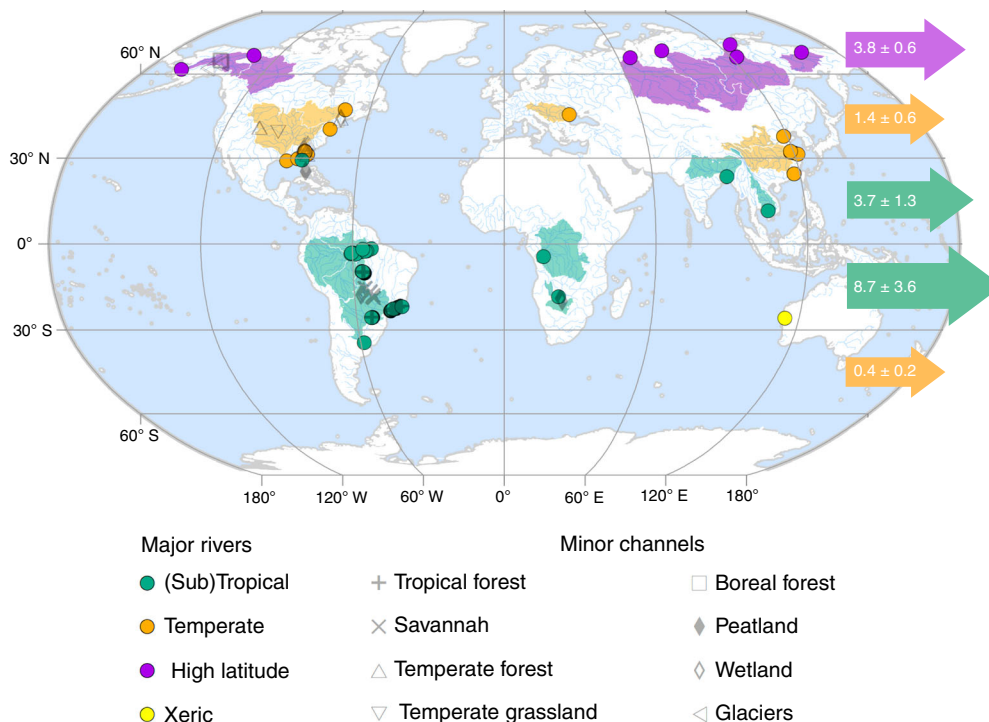 60° N
3.8 ± 0.6
1.4 ± 0.6
30° N
3.7 ± 1.3
0°
8.7 ± 3.6
30° S
0.4 ± 0.2
60° S
180° 120° W 60° W 0° 60° E 120° E 180°
Major rivers Minor channels
(Sub)Tropical Tropical forest Boreal forest
Temperate Savannah Peatland
High latitude Temperate forest Wetland
Xeric Temperate grassland Glaciers